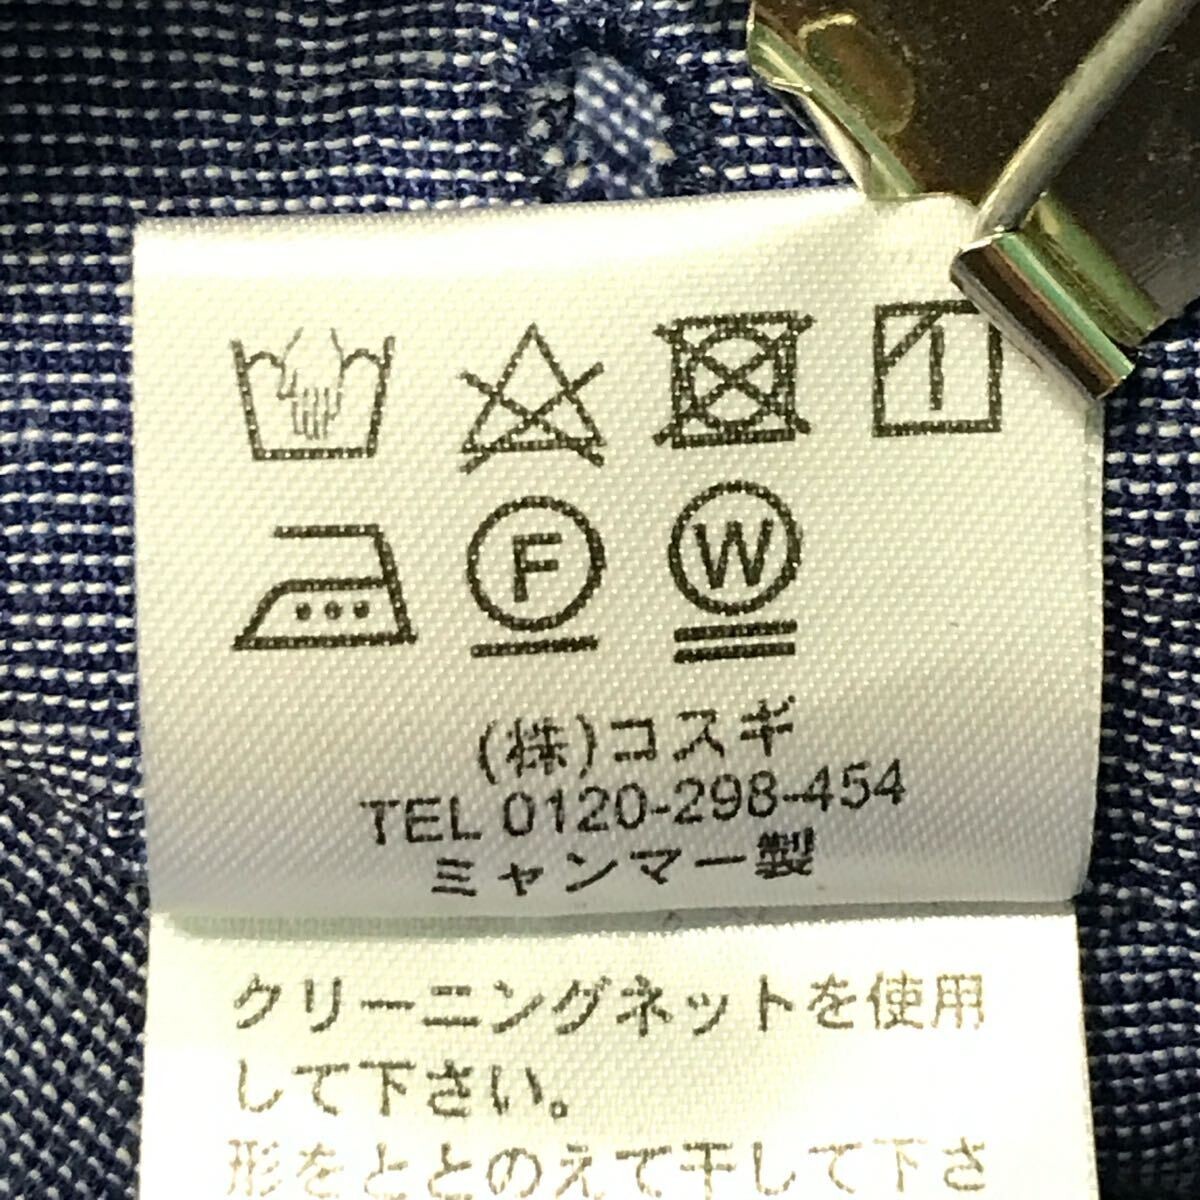 F W
(株)コスギ
TEL 0120-298-454
ミャンマー製
クリーニングネットを使用
して下さい。
形をととのえて干して下さ